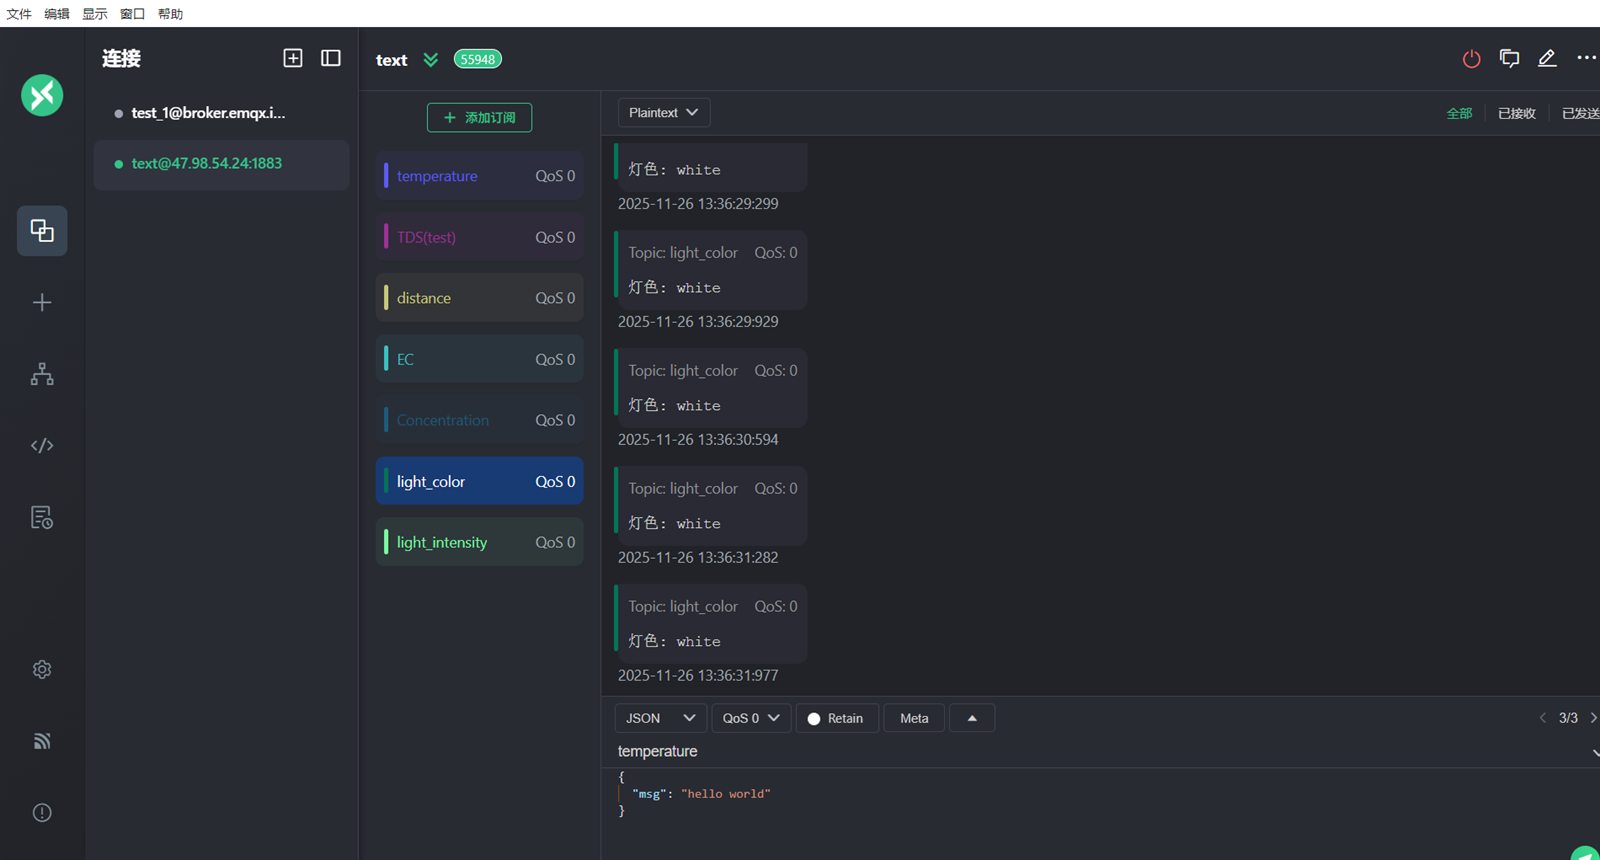 文件 编辑 显示 窗口 帮助
连接
test_1@broker.emqx.i...
text@47.98.54.24:1883
text 55948
添加订阅
temperature QoS 0
TDS(test) QoS 0
distance QoS 0
EC QoS 0
Concentration QoS 0
light_color QoS 0
light_intensity QoS 0
Plaintext 全部 已接收 已发送
灯色: white
2025-11-26 13:36:29:299
Topic: light_color QoS: 0
灯色: white
2025-11-26 13:36:29:929
Topic: light_color QoS: 0
灯色: white
2025-11-26 13:36:30:594
Topic: light_color QoS: 0
灯色: white
2025-11-26 13:36:31:282
Topic: light_color QoS: 0
灯色: white
2025-11-26 13:36:31:977
JSON QoS 0 Retain Meta 3/3
temperature
{
"msg": "hello world"
}